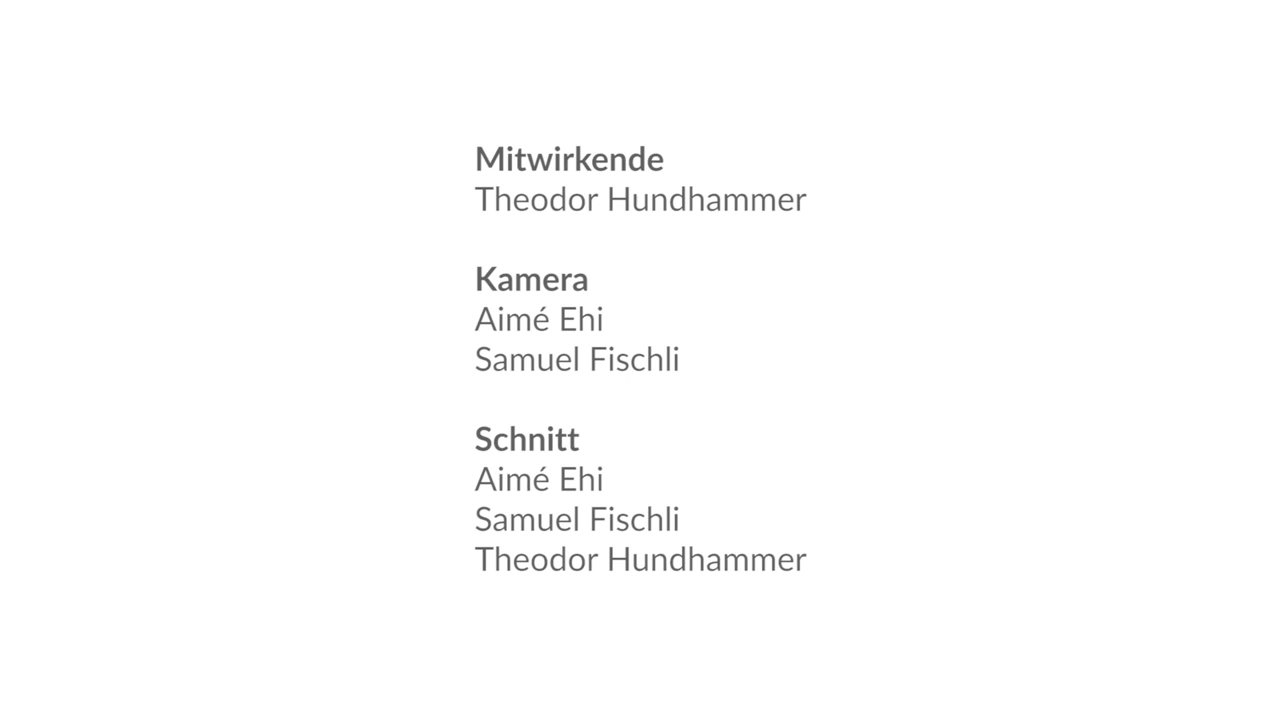 Mitwirkende
Theodor Hundhammer
Kamera
Aimé Ehi
Samuel Fischli
Schnitt
Aimé Ehi
Samuel Fischli
Theodor Hundhammer